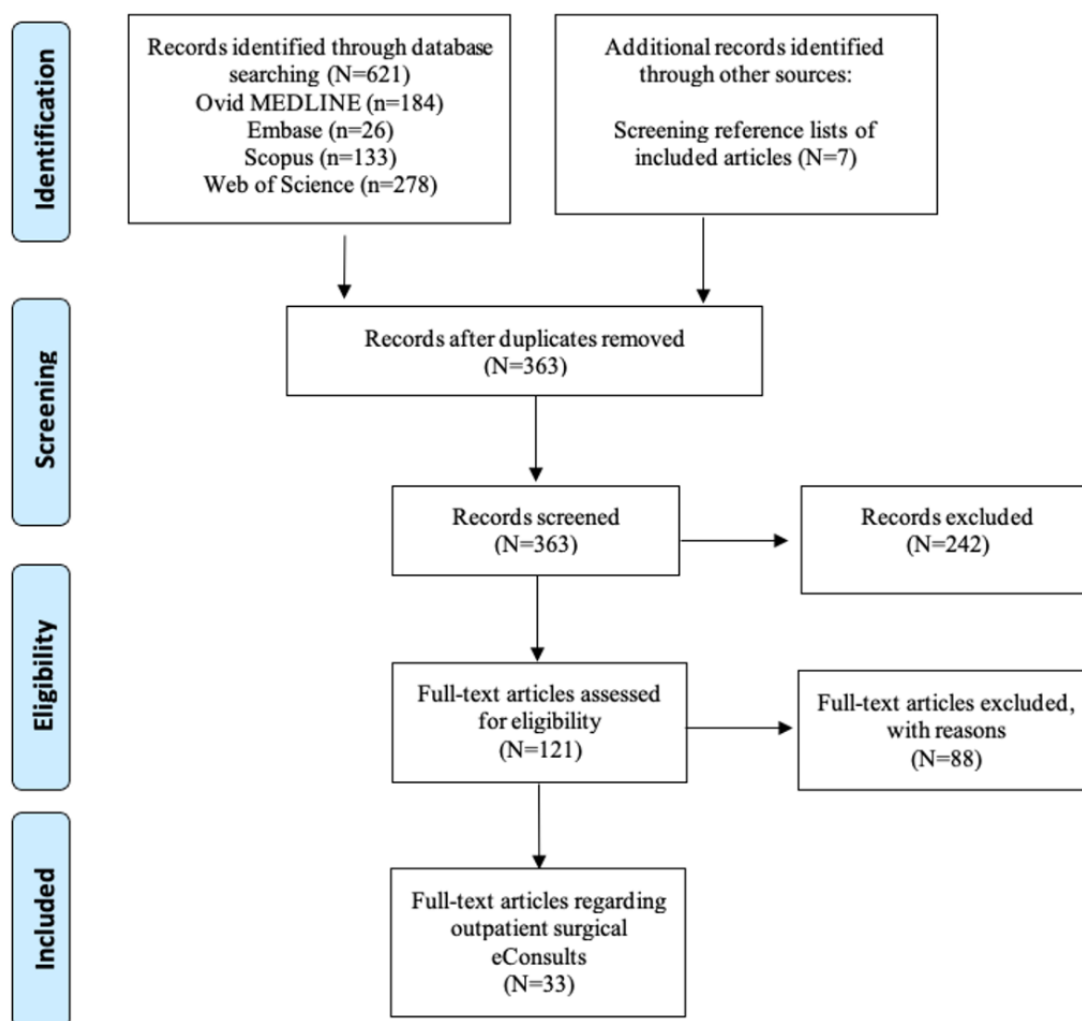 Identification
Records identified through database
searching (N=621)
Ovid MEDLINE (n=184)
Embase (n=26)
Scopus (n=133)
Web of Science (n=278)
Additional records identified
through other sources:
Screening reference lists of
included articles (N=7)
Screening
Records after duplicates removed
(N=363)
Records screened
(N=363)
Records excluded
(N=242)
Eligibility
Full-text articles assessed
for eligibility
(N=121)
Full-text articles excluded,
with reasons
(N=88)
Included
Full-text articles regarding
outpatient surgical
eConsults
(N=33)